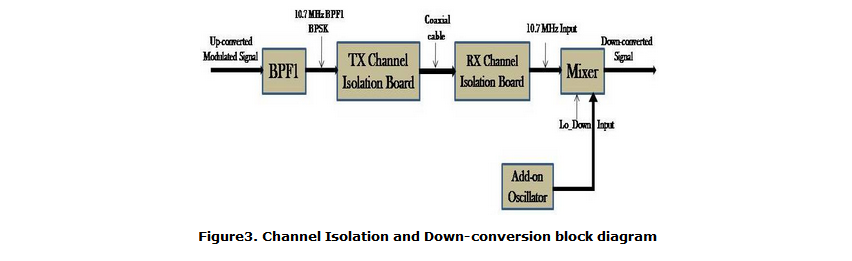 10.7 MHz BPF1
BPSK
Coaxial
cable
10.7 MHz Input
Up-converted
Modulated Signal
BPF1
TX Channel
Isolation Board
RX Channel
Isolation Board
Mixer
Down-converted
Signal
Lo_Down Input
Add-on
Oscillator
Figure3. Channel Isolation and Down-conversion block diagram